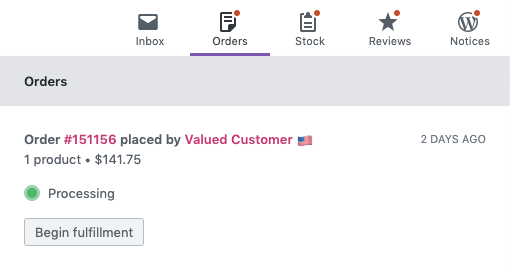 Inbox
Orders
Stock
Reviews
Notices
Orders
Order #151156 placed by Valued Customer 🇺🇸
2 DAYS AGO
1 product • $141.75
Processing
Begin fulfillment